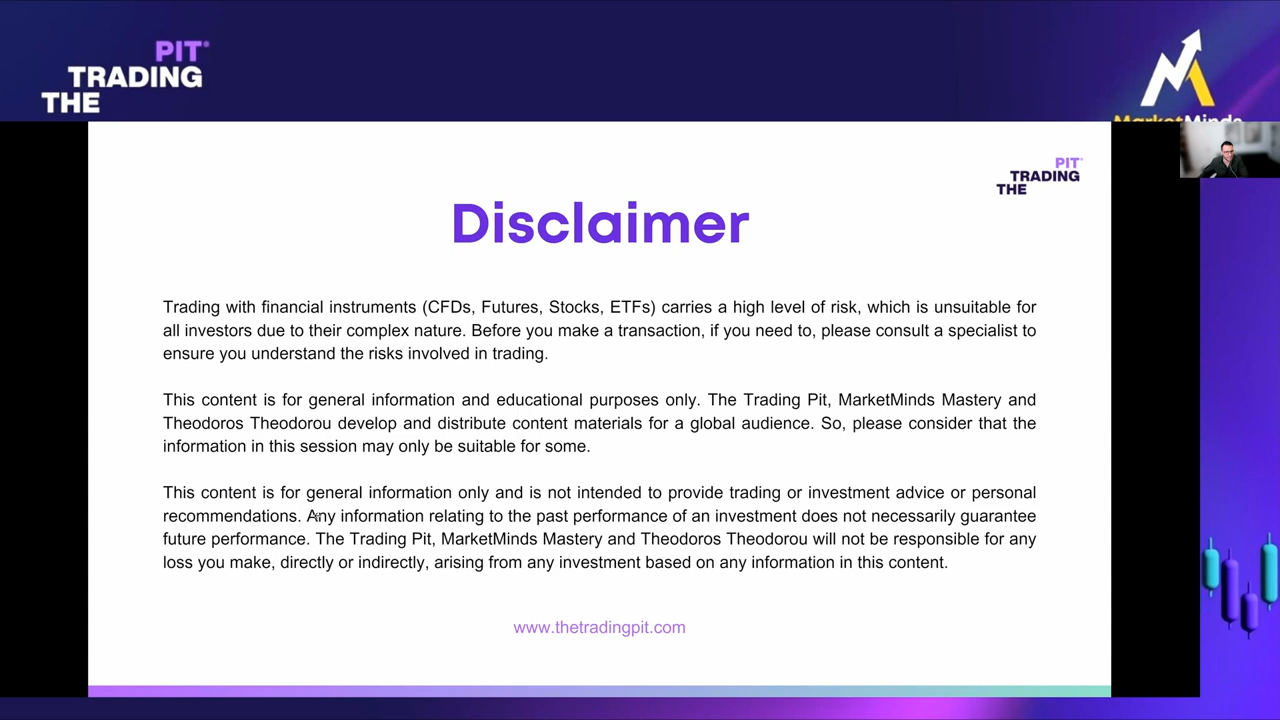 PIT
TRADING
THE
MarketMinds
PIT
TRADING
THE
Disclaimer
Trading with financial instruments (CFDs, Futures, Stocks, ETFs) carries a high level of risk, which is unsuitable for
all investors due to their complex nature. Before you make a transaction, if you need to, please consult a specialist to
ensure you understand the risks involved in trading.
This content is for general information and educational purposes only. The Trading Pit, MarketMinds Mastery and
Theodoros Theodorou develop and distribute content materials for a global audience. So, please consider that the
information in this session may only be suitable for some.
This content is for general information only and is not intended to provide trading or investment advice or personal
recommendations. Any information relating to the past performance of an investment does not necessarily guarantee
future performance. The Trading Pit, MarketMinds Mastery and Theodoros Theodorou will not be responsible for any
loss you make, directly or indirectly, arising from any investment based on any information in this content.
www.thetradingpit.com